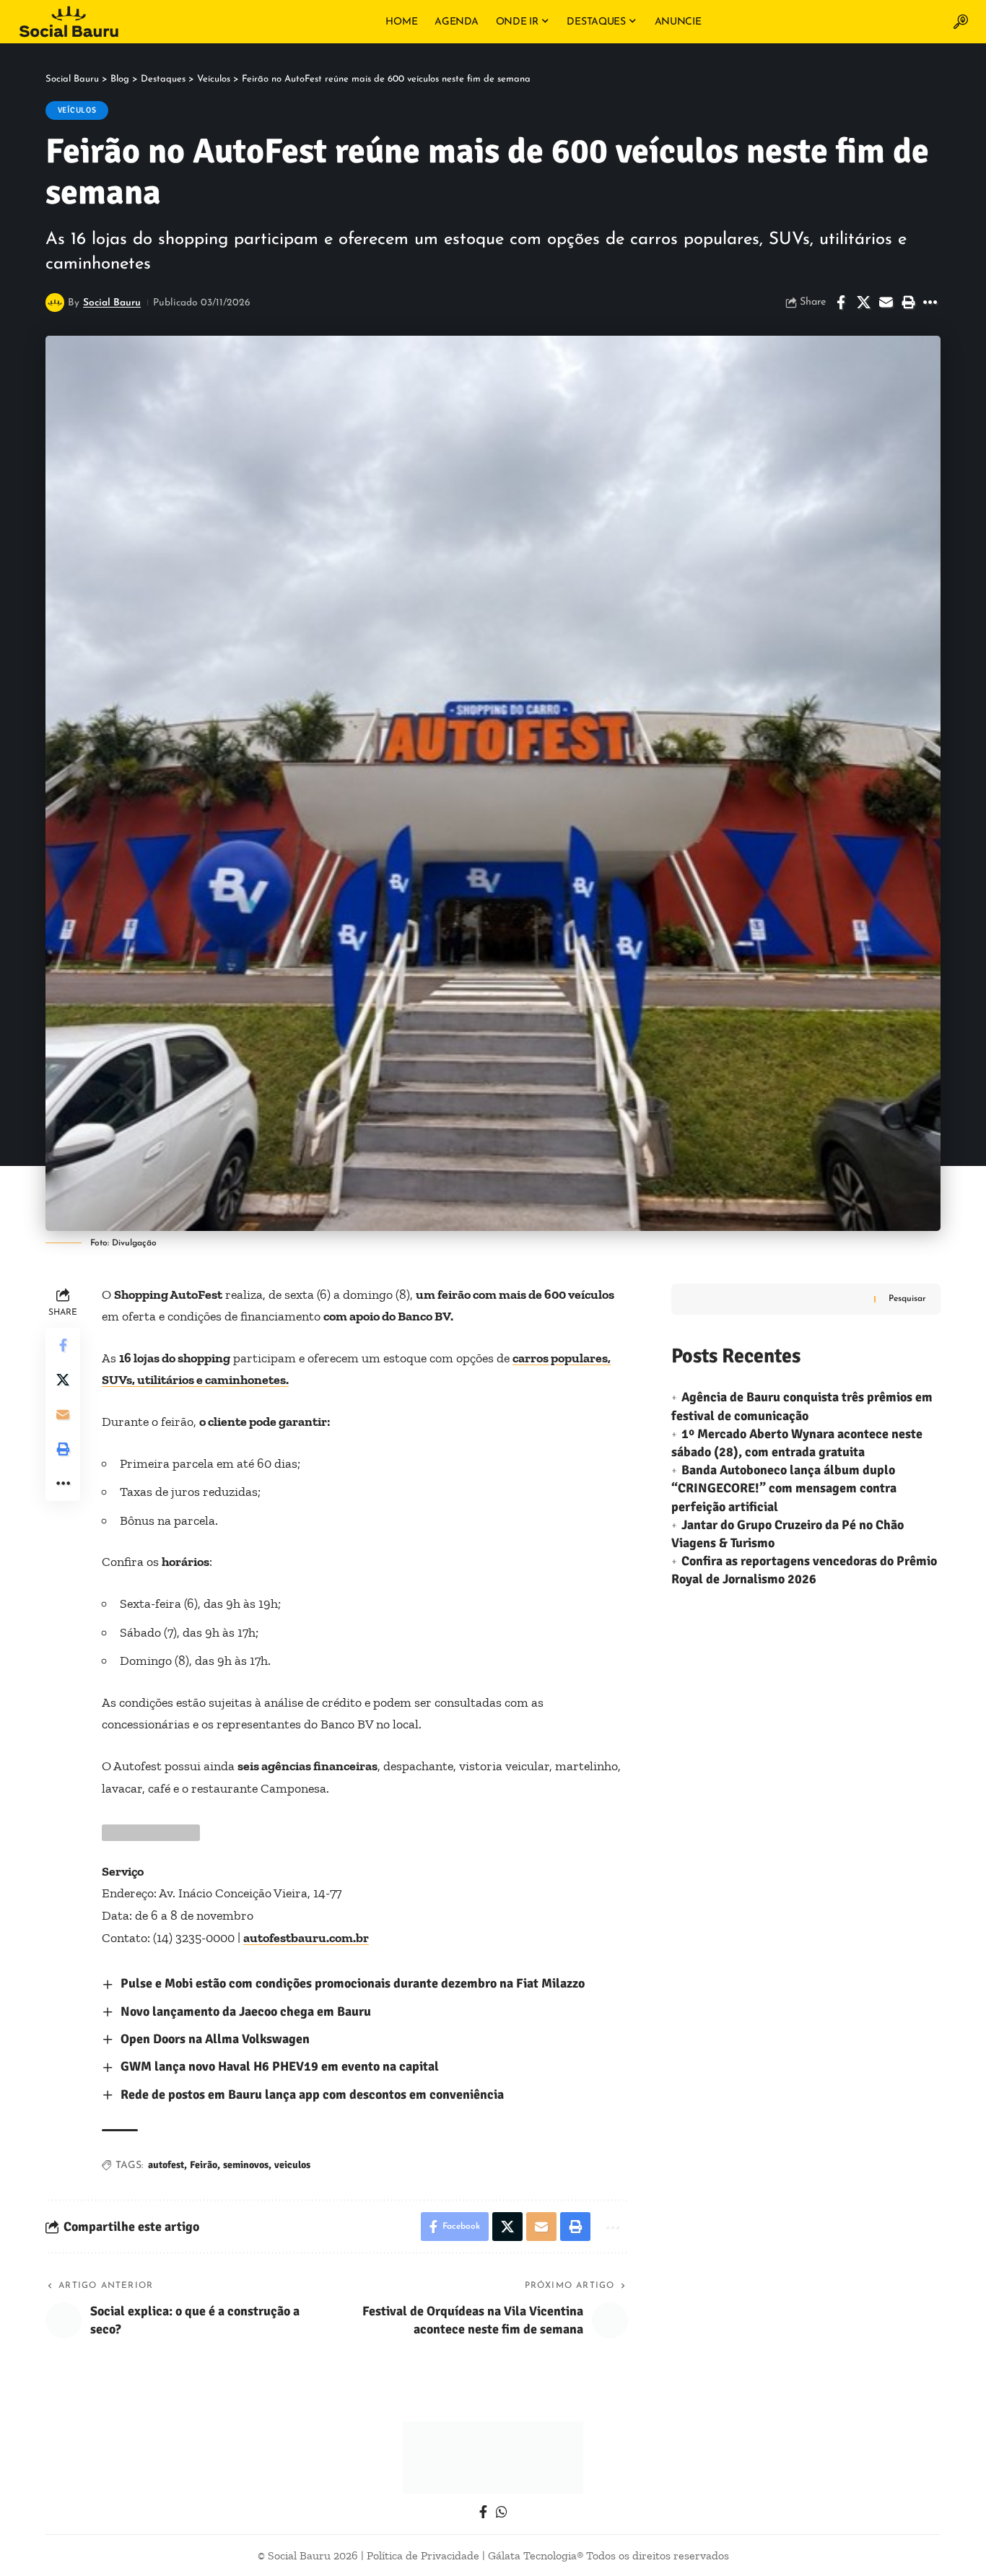 Social Bauru
HOME
AGENDA
ONDE IR
DESTAQUES
ANUNCIE
Social Bauru > Blog > Destaques > Veículos > Feirão no AutoFest reúne mais de 600 veículos neste fim de semana
VEÍCULOS
Feirão no AutoFest reúne mais de 600 veículos neste fim de
semana
As 16 lojas do shopping participam e oferecem um estoque com opções de carros populares, SUVs, utilitários e
caminhonetes
By Social Bauru
Publicado 03/11/2026
Share
SHOPPING DO CARRO
AUTOFEST
BV
BV
BV
BV
Foto: Divulgação
SHARE
O Shopping AutoFest realiza, de sexta (6) a domingo (8), um feirão com mais de 600 veículos
em oferta e condições de financiamento com apoio do Banco BV.
As 16 lojas do shopping participam e oferecem um estoque com opções de carros populares,
SUVs, utilitários e caminhonetes.
Durante o feirão, o cliente pode garantir:
Primeira parcela em até 60 dias;
Taxas de juros reduzidas;
Bônus na parcela.
Confira os horários:
Sexta-feira (6), das 9h às 19h;
Sábado (7), das 9h às 17h;
Domingo (8), das 9h às 17h.
As condições estão sujeitas à análise de crédito e podem ser consultadas com as
concessionárias e os representantes do Banco BV no local.
O Autofest possui ainda seis agências financeiras, despachante, vistoria veicular, martelinho,
lavacar, café e o restaurante Camponesa.
Serviço
Endereço: Av. Inácio Conceição Vieira, 14-77
Data: de 6 a 8 de novembro
Contato: (14) 3235-0000 | autofestbauru.com.br
Pulse e Mobi estão com condições promocionais durante dezembro na Fiat Milazzo
Novo lançamento da Jaecoo chega em Bauru
Open Doors na Allma Volkswagen
GWM lança novo Haval H6 PHEV19 em evento na capital
Rede de postos em Bauru lança app com descontos em conveniência
TAGS: autofest, Feirão, seminovos, veiculos
Compartilhe este artigo
Facebook
ARTIGO ANTERIOR
Social explica: o que é a construção a
seco?
PRÓXIMO ARTIGO
Festival de Orquídeas na Vila Vicentina
acontece neste fim de semana
Pesquisar
Posts Recentes
Agência de Bauru conquista três prêmios em
festival de comunicação
1º Mercado Aberto Wynara acontece neste
sábado (28), com entrada gratuita
Banda Autoboneco lança álbum duplo
“CRINGECORE!” com mensagem contra
perfeição artificial
Jantar do Grupo Cruzeiro da Pé no Chão
Viagens & Turismo
Confira as reportagens vencedoras do Prêmio
Royal de Jornalismo 2026
© Social Bauru 2026 | Política de Privacidade | Gálata Tecnologia® Todos os direitos reservados